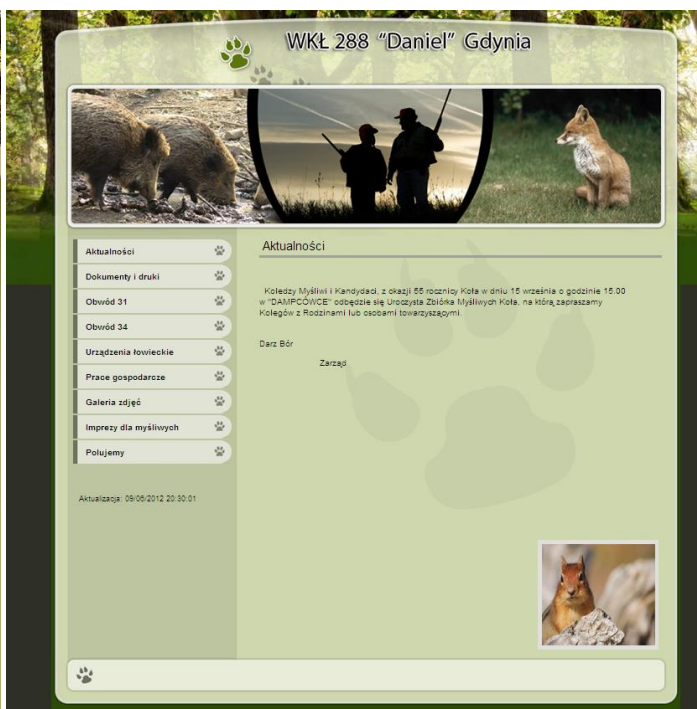 WKŁ 288 "Daniel" Gdynia
Aktualności
Dokumenty i druki
Obwód 31
Obwód 34
Urządzenia łowieckie
Prace gospodarcze
Galeria zdjęć
Imprezy dla myśliwych
Polujemy
Aktualizacja: 09/06/2012 20:30:01
Aktualności
Koledzy Myśliwi i Kandydaci, z okazji 55 rocznicy Koła w dniu 15 września o godzinie 15.00
w "DAMPCÓWCE" odbędzie się Uroczysta Zbiórka Myśliwych Koła, na którą zapraszamy
Kolegów z Rodzinami lub osobami towarzyszącymi.
Darz Bór
Zarząd